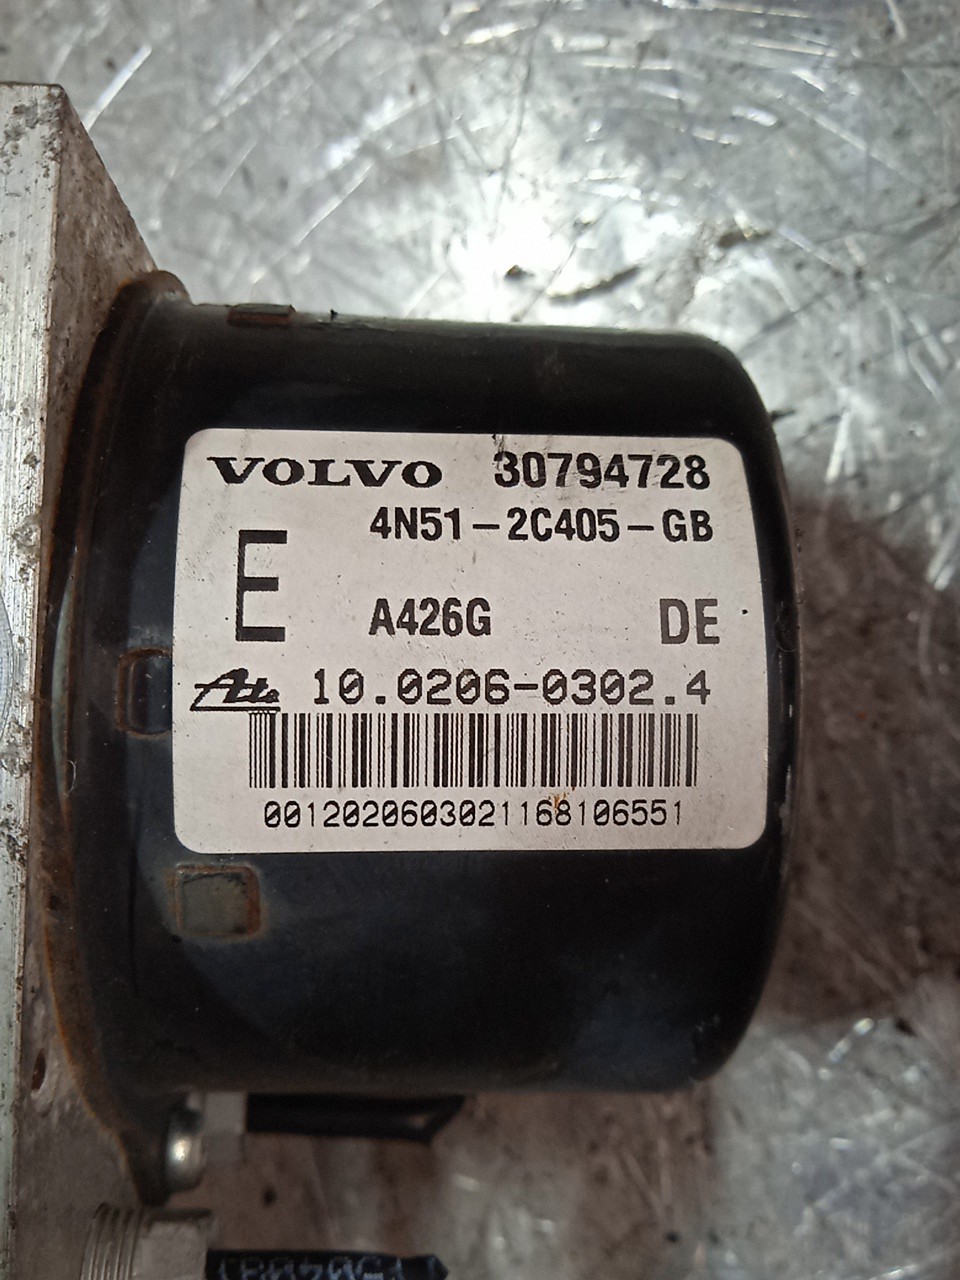 VOLVO 30794728
4N51-2C405-GB
E
A426G DE
Ate 10.0206-0302.4
0012020603021168106551